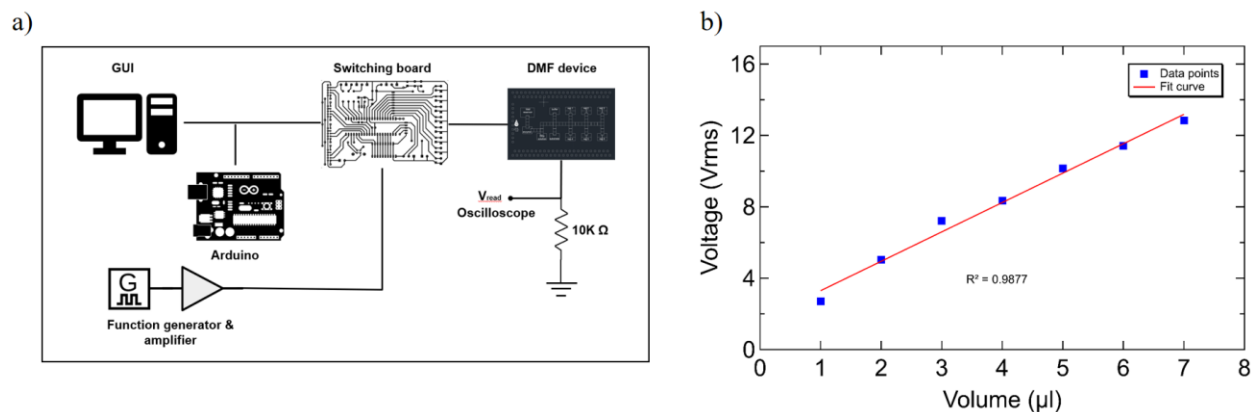 a)
GUI
Switching board
DMF device
Arduino
Vread
Oscilloscope
10K Ω
G
Function generator &
amplifier
b)
Voltage (Vrms)
16
12
8
4
0
Data points
Fit curve
R² = 0.9877
0 1 2 3 4 5 6 7 8
Volume (µl)